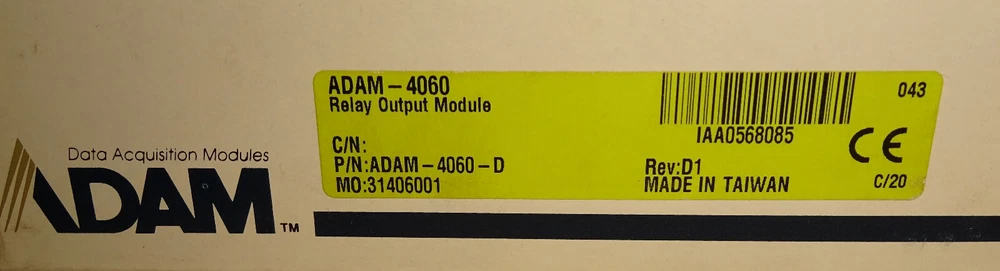 Data Acquisition Modules
ADAM™
ADAM-4060
Relay Output Module
C/N:
P/N:ADAM-4060-D
MO:31406001
IAA0568085
Rev:D1
MADE IN TAIWAN
043
CE
C/20